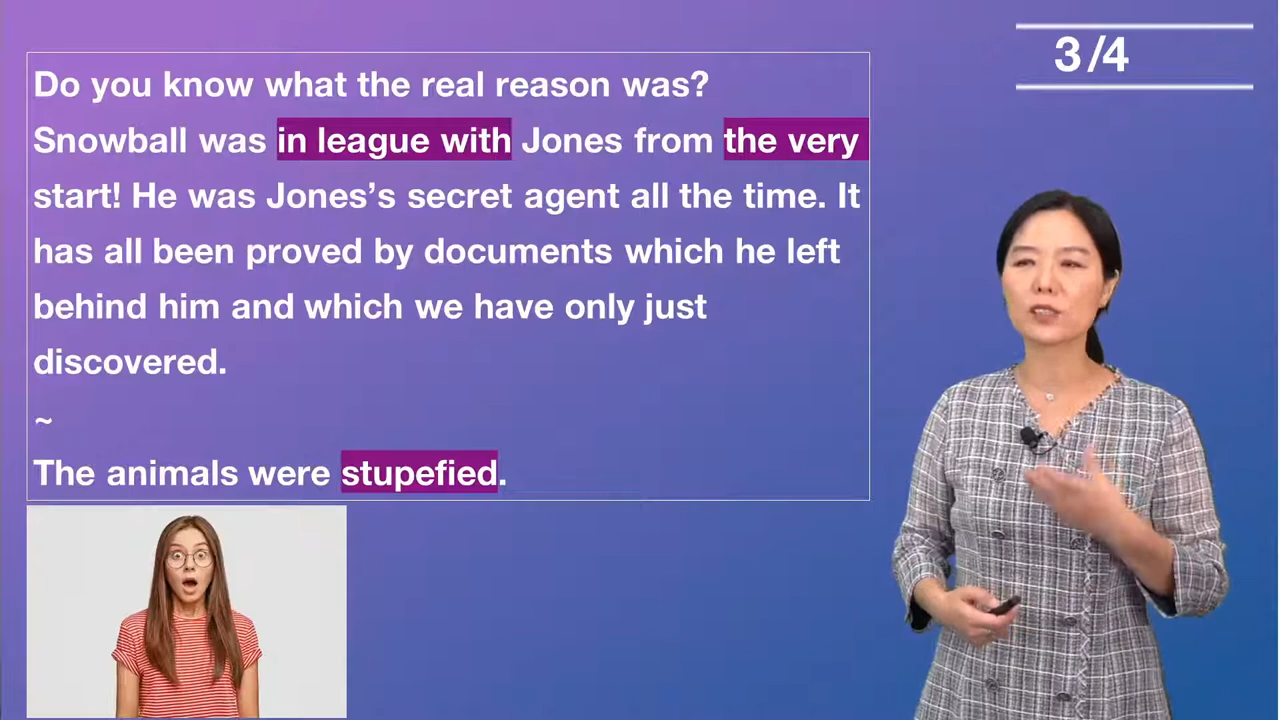 3/4
Do you know what the real reason was?
Snowball was in league with Jones from the very
start! He was Jones’s secret agent all the time. It
has all been proved by documents which he left
behind him and which we have only just
discovered.
~
The animals were stupefied.